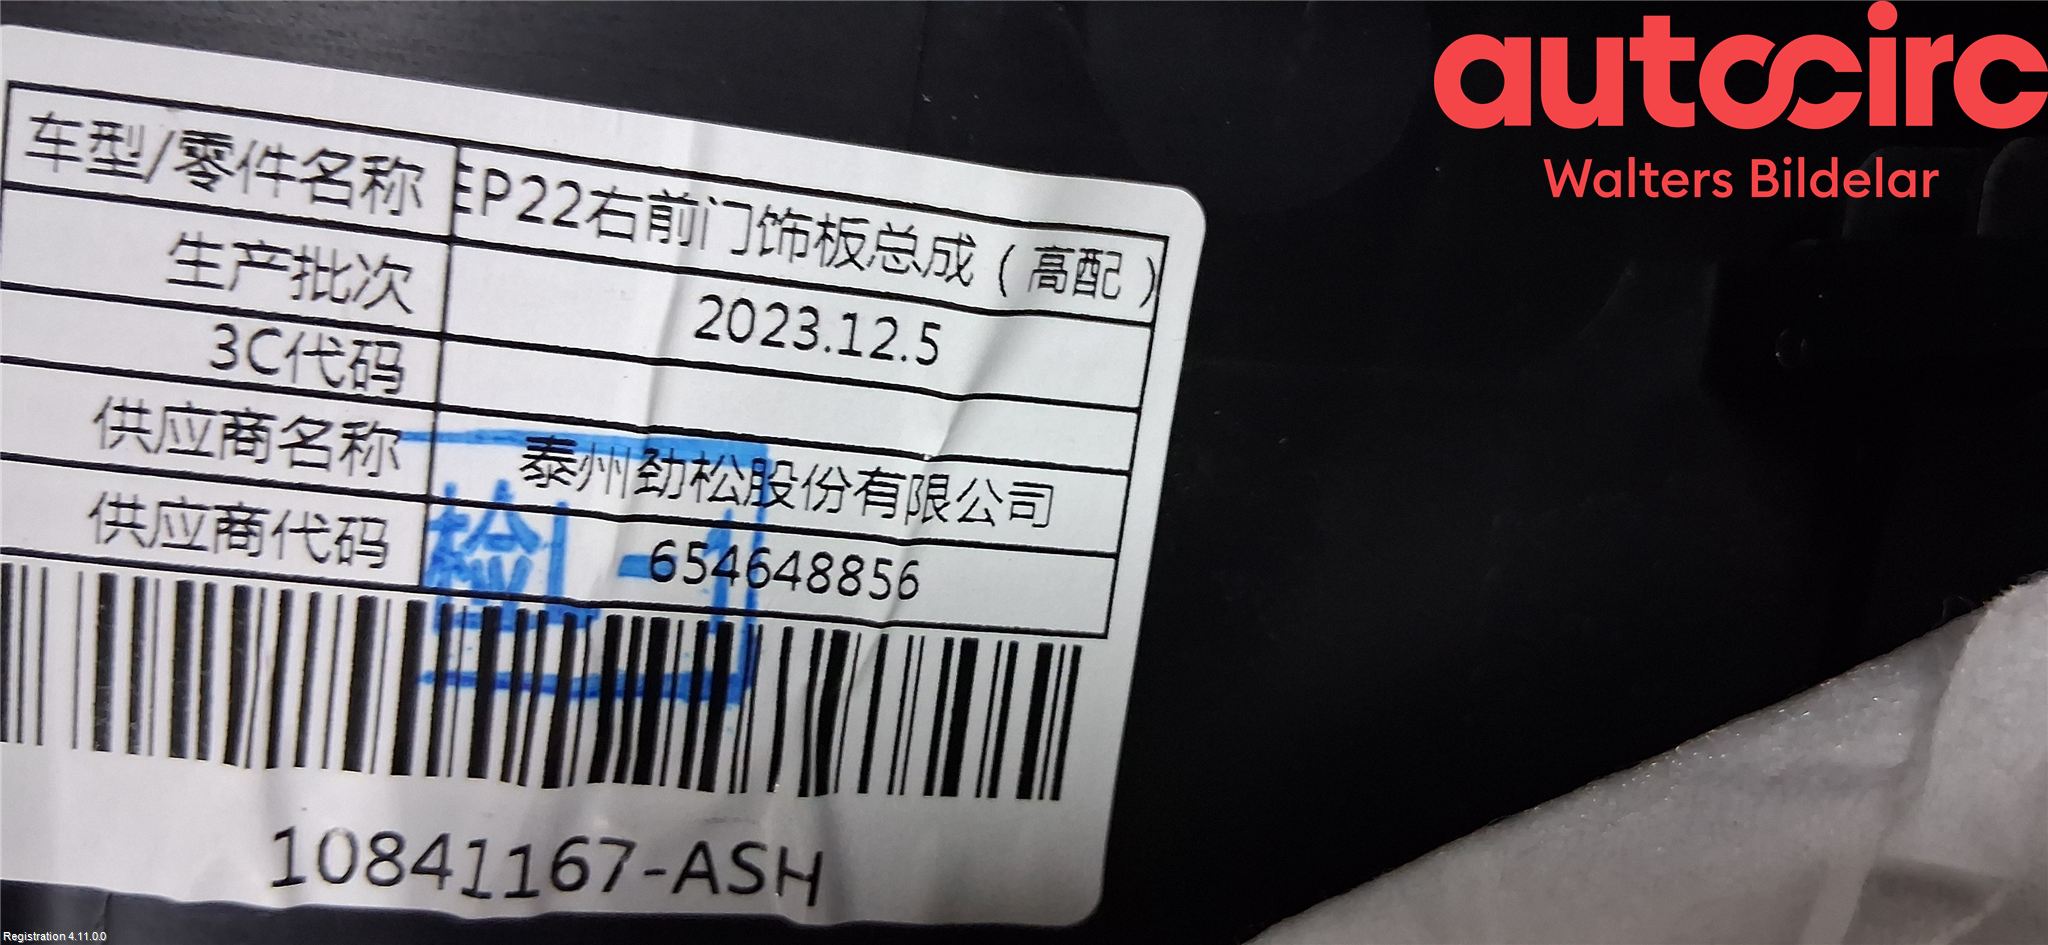 autocirc
Walters Bildelar
车型/零件名称 EP22右前门饰板总成(高配)
生产批次 2023.12.5
3C代码
供应商名称 泰州劲松股份有限公司
供应商代码 654648856
检 L-1
10841167-ASH
Registration 4.11.0.0